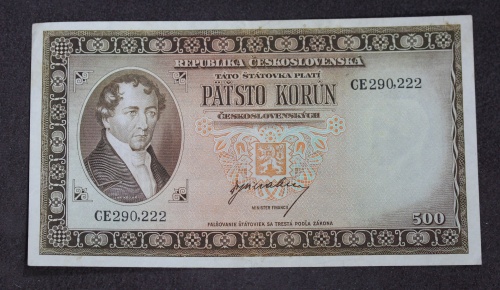 REPUBLIKA ČESKOSLOVENSKÁ
TÁTO ŠTÁTOVKA PLATÍ
PÄŤSTO KORÚN
ČESKOSLOVENSKÝCH
CE290,222
MINISTER FINANCIÍ
CE290,222
FALŠOVANIE ŠTÁTOVIEK SA TRESTÁ PODĽA ZÁKONA
500